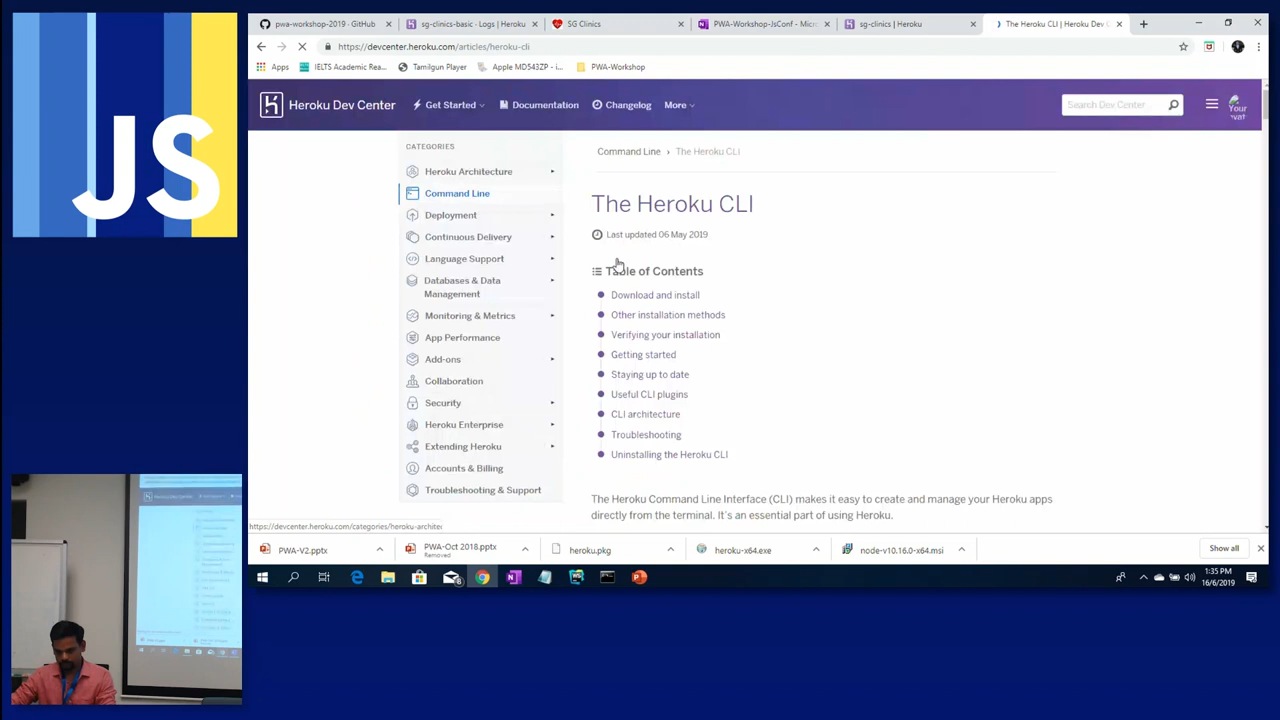 JS
pwa-workshop-2019 · GitHub
sg-clinics-basic · Logs | Heroku
SG Clinics
PWA-Workshop-JsConf - Micr
sg-clinics | Heroku
The Heroku CLI | Heroku Dev C
https://devcenter.heroku.com/articles/heroku-cli
Apps
IELTS Academic Rea...
Tamilgun Player
Apple MD543ZP - i...
PWA-Workshop
Heroku Dev Center
Get Started
Documentation
Changelog
More
Search Dev Center
Your
avat
CATEGORIES
Heroku Architecture
Command Line
Deployment
Continuous Delivery
Language Support
Databases & Data
Management
Monitoring & Metrics
App Performance
Add-ons
Collaboration
Security
Heroku Enterprise
Extending Heroku
Accounts & Billing
Troubleshooting & Support
Command Line › The Heroku CLI
The Heroku CLI
Last updated 06 May 2019
Table of Contents
Download and install
Other installation methods
Verifying your installation
Getting started
Staying up to date
Useful CLI plugins
CLI architecture
Troubleshooting
Uninstalling the Heroku CLI
The Heroku Command Line Interface (CLI) makes it easy to create and manage your Heroku apps
directly from the terminal. It's an essential part of using Heroku.
https://devcenter.heroku.com/categories/heroku-architec
PWA-V2.pptx
PWA-Oct 2018.pptx
Removed
heroku.pkg
heroku-x64.exe
node-v10.16.0-x64.msi
Show all
1:35 PM
16/6/2019